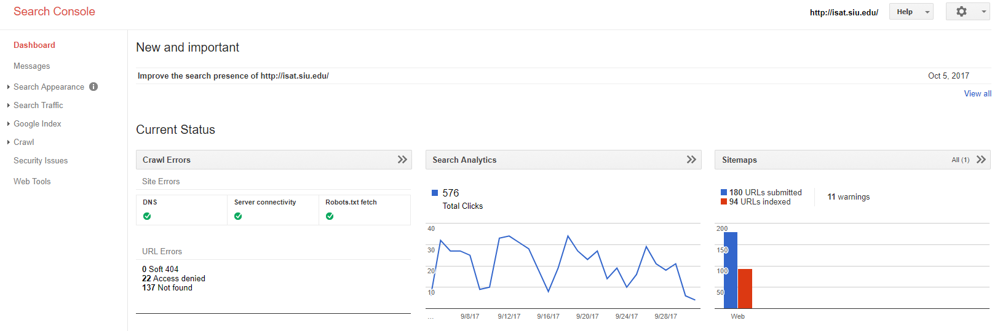 Search Console
http://isat.siu.edu/
Help
Dashboard
Messages
Search Appearance
Search Traffic
Google Index
Crawl
Security Issues
Web Tools
New and important
Improve the search presence of http://isat.siu.edu/ Oct 5, 2017
View all
Current Status
Crawl Errors
Site Errors
DNS Server connectivity Robots.txt fetch
URL Errors
0 Soft 404
22 Access denied
137 Not found
Search Analytics
576
Total Clicks
40
30
20
10
... 9/8/17 9/12/17 9/16/17 9/20/17 9/24/17 9/28/17
Sitemaps All (1)
180 URLs submitted
94 URLs indexed
11 warnings
200
150
100
50
Web